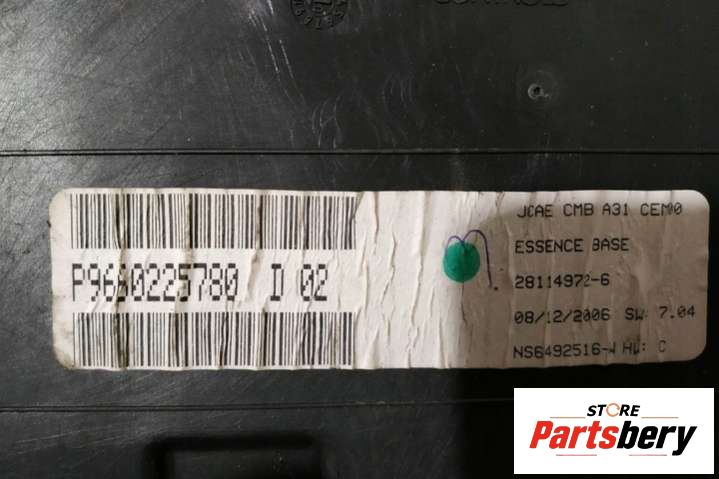 P9660225780 D 02
JCAE CMB A31 CEM00
ESSENCE BASE
28114972-6
08/12/2006 SW: 7.04
NS6492516-W HW: C
STORE
Partsbery